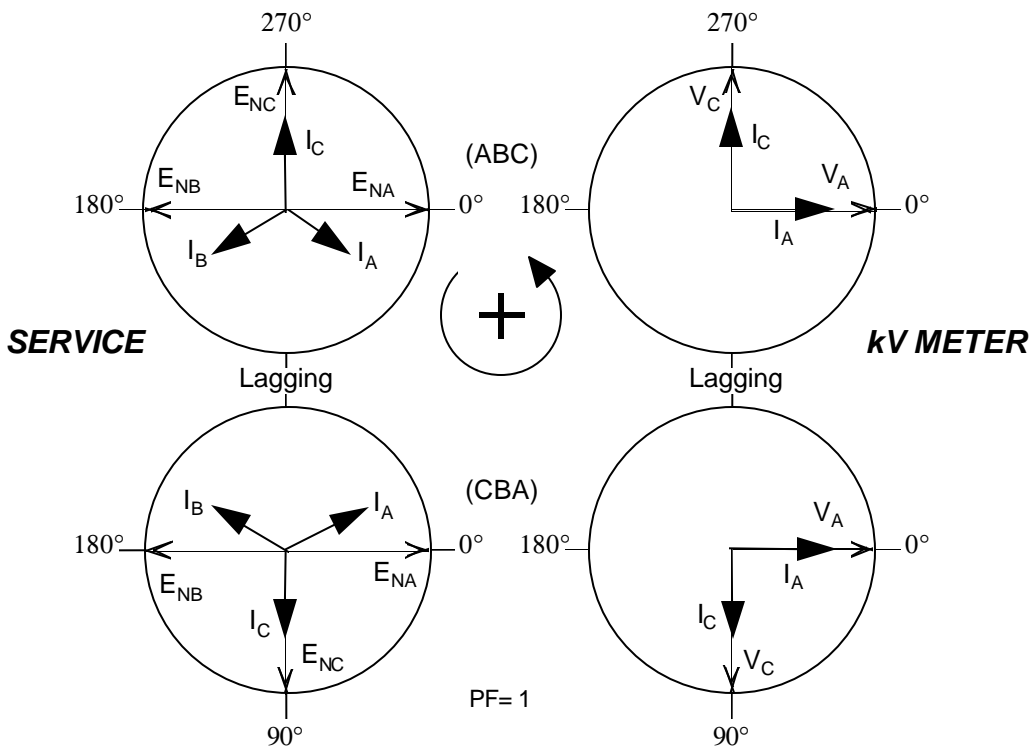 270°
E_NC
I_C
E_NB
E_NA
180°
0°
I_B
I_A
(ABC)
270°
V_C
I_C
V_A
180°
0°
I_A
SERVICE
+
kV METER
Lagging
Lagging
(CBA)
I_B
I_A
180°
0°
E_NB
E_NA
I_C
E_NC
90°
PF= 1
V_A
180°
0°
I_A
I_C
V_C
90°